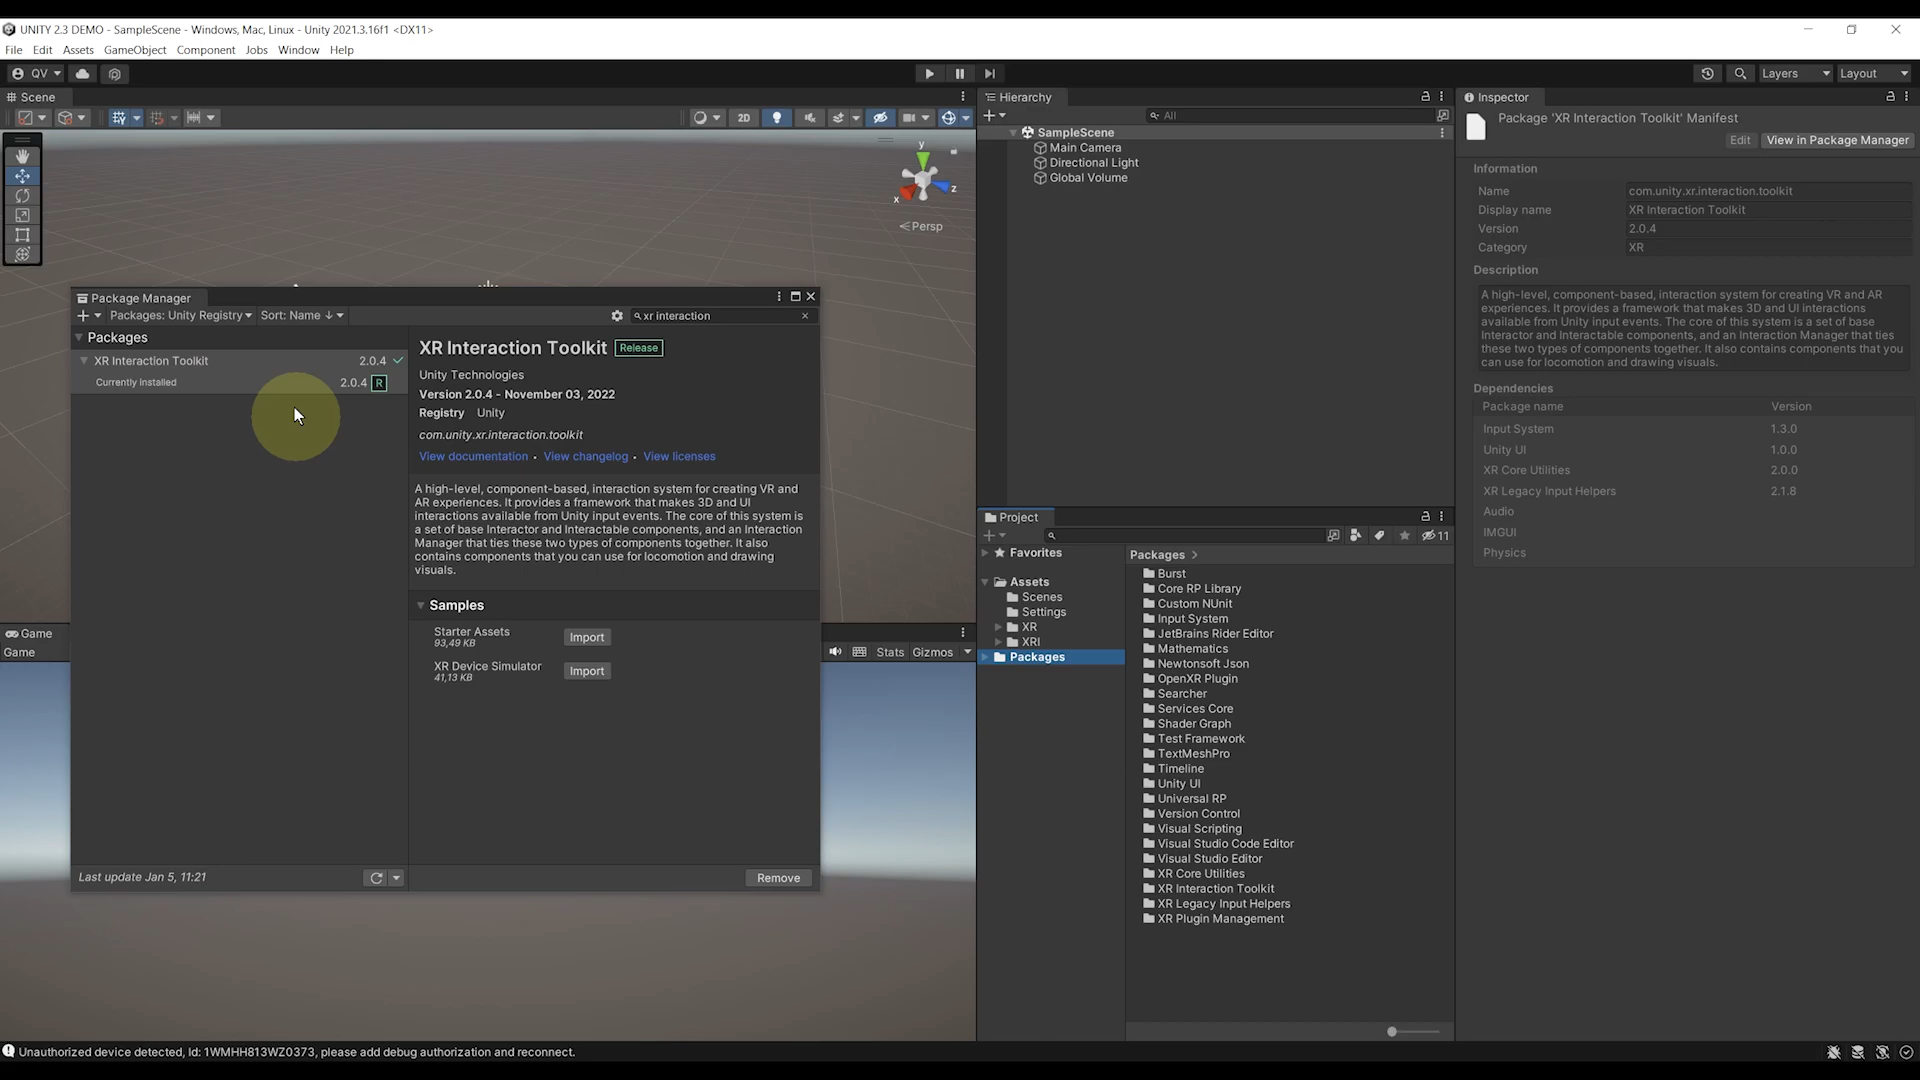 UNITY 2.3 DEMO - SampleScene - Windows, Mac, Linux - Unity 2021.3.16f1 <DX11>
File Edit Assets GameObject Component Jobs Window Help
QV
Layers Layout
Scene
2D
y
x
z
Persp
Package Manager
Packages: Unity Registry Sort: Name ↓ xr interaction
Packages
XR Interaction Toolkit 2.0.4
Currently Installed 2.0.4 R
XR Interaction Toolkit Release
Unity Technologies
Version 2.0.4 - November 03, 2022
Registry Unity
com.unity.xr.interaction.toolkit
View documentation • View changelog • View licenses
A high-level, component-based, interaction system for creating VR and
AR experiences. It provides a framework that makes 3D and UI
interactions available from Unity input events. The core of this system is
a set of base Interactor and Interactable components, and an Interaction
Manager that ties these two types of components together. It also
contains components that you can use for locomotion and drawing
visuals.
Samples
Starter Assets
93,49 KB
Import
XR Device Simulator
41,13 KB
Import
Last update Jan 5, 11:21
Remove
Game
Game
Stats Gizmos
Hierarchy
All
SampleScene
Main Camera
Directional Light
Global Volume
Project
11
Favorites
Assets
Scenes
Settings
XR
XRI
Packages
Packages >
Burst
Core RP Library
Custom NUnit
Input System
JetBrains Rider Editor
Mathematics
Newtonsoft Json
OpenXR Plugin
Searcher
Services Core
Shader Graph
Test Framework
TextMeshPro
Timeline
Unity UI
Universal RP
Version Control
Visual Scripting
Visual Studio Code Editor
Visual Studio Editor
XR Core Utilities
XR Interaction Toolkit
XR Legacy Input Helpers
XR Plugin Management
Inspector
Package 'XR Interaction Toolkit' Manifest
Edit View in Package Manager
Information
Name com.unity.xr.interaction.toolkit
Display name XR Interaction Toolkit
Version 2.0.4
Category XR
Description
A high-level, component-based, interaction system for creating VR and AR
experiences. It provides a framework that makes 3D and UI interactions
available from Unity input events. The core of this system is a set of base
Interactor and Interactable components, and an Interaction Manager that ties
these two types of components together. It also contains components that you
can use for locomotion and drawing visuals.
Dependencies
Package name Version
Input System 1.3.0
Unity UI 1.0.0
XR Core Utilities 2.0.0
XR Legacy Input Helpers 2.1.8
Audio
IMGUI
Physics
Unauthorized device detected, Id: 1WMHH813WZ0373, please add debug authorization and reconnect.